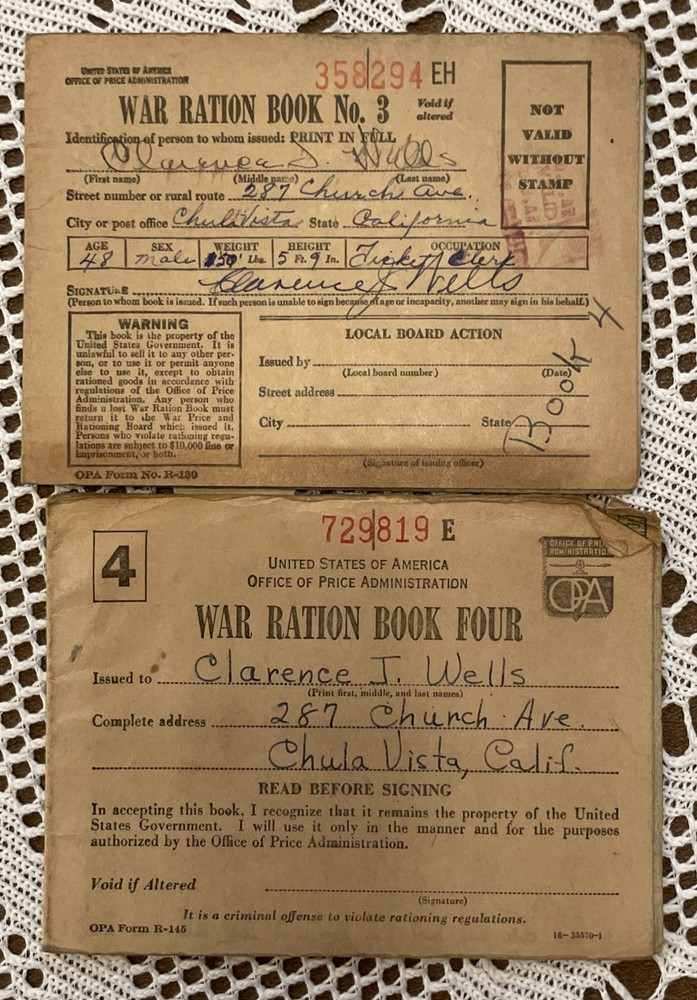 UNITED STATES OF AMERICA
OFFICE OF PRICE ADMINISTRATION
358294 EH
WAR RATION BOOK No. 3
Void if
altered
NOT
VALID
WITHOUT
STAMP
Identification of person to whom issued: PRINT IN FULL
Clarence J. Wells
(First name) (Middle name) (Last name)
Street number or rural route 287 Church Ave.
City or post office Chula Vista State California
AGE SEX WEIGHT HEIGHT OCCUPATION
48 male 150 Lbs. 5 Ft. 9 In. Ticket Clerk
SIGNATURE Clarence J Wells
(Person to whom book is issued. If such person is unable to sign because of age or incapacity, another may sign in his behalf.)
WARNING
This book is the property of the
United States Government. It is
unlawful to sell it to any other per-
son, or to use it or permit anyone
else to use it, except to obtain
rationed goods in accordance with
regulations of the Office of Price
Administration. Any person who
finds a lost War Ration Book must
return it to the War Price and
Rationing Board which issued it.
Persons who violate rationing regu-
lations are subject to $10,000 fine or
imprisonment, or both.
OPA Form No. R-130
LOCAL BOARD ACTION
Issued by
(Local board number) (Date)
Street address
City State
(Signature of issuing officer)
Book 4
729819 E
4
UNITED STATES OF AMERICA
OFFICE OF PRICE ADMINISTRATION
OFFICE OF PRI
ADMINISTRATIO
OPA
WAR RATION BOOK FOUR
Issued to Clarence J. Wells
(Print first, middle, and last names)
Complete address 287 Church Ave.
Chula Vista, Calif.
READ BEFORE SIGNING
In accepting this book, I recognize that it remains the property of the United
States Government. I will use it only in the manner and for the purposes
authorized by the Office of Price Administration.
Void if Altered
(Signature)
It is a criminal offense to violate rationing regulations.
OPA Form R-145
16-35570-1